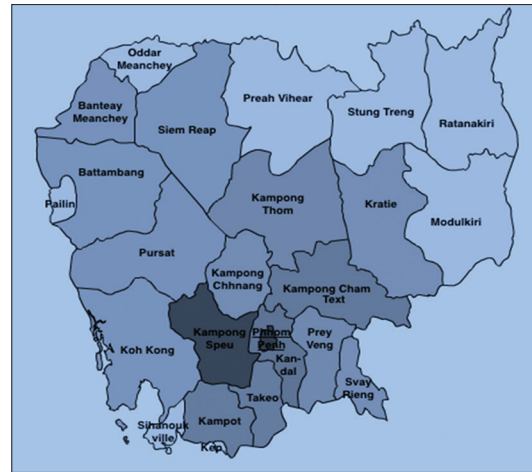 Oddar
Meanchey
Banteay
Meanchey
Siem Reap
Preah Vihear
Stung Treng
Ratanakiri
Battambang
Pailin
Kampong
Thom
Kratie
Modulkiri
Pursat
Kampong
Chhnang
Kampong Cham
Text
Kampong
Speu
Phnom
Penh
Prey
Veng
Kan-
dal
Koh Kong
Svay
Rieng
Takeo
Kampot
Sihanouk
ville
Kep